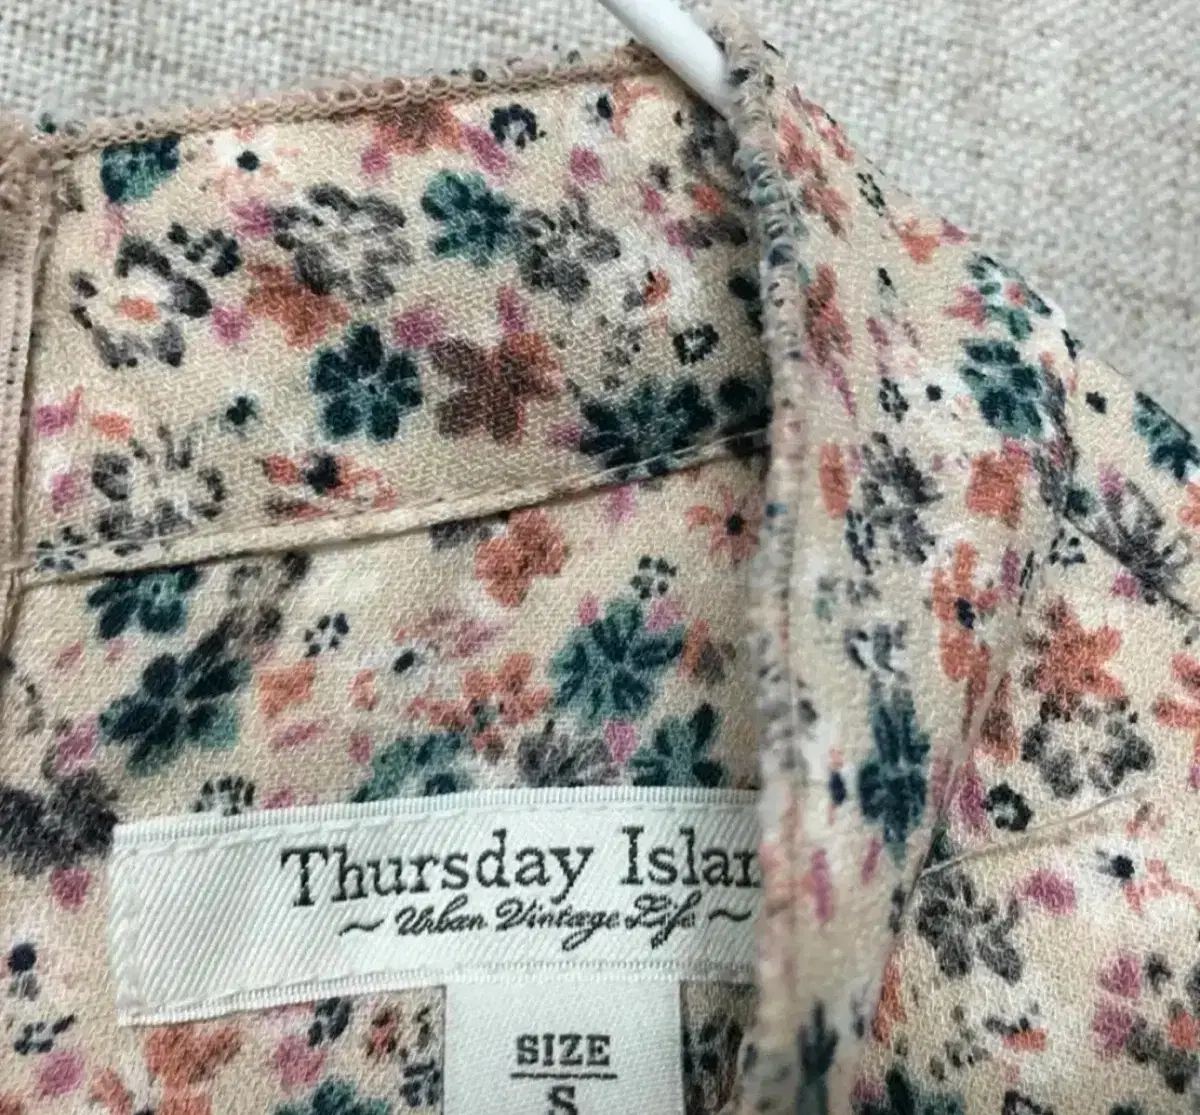 Thursday Islan
~ Urban Vintage Life ~
SIZE
S